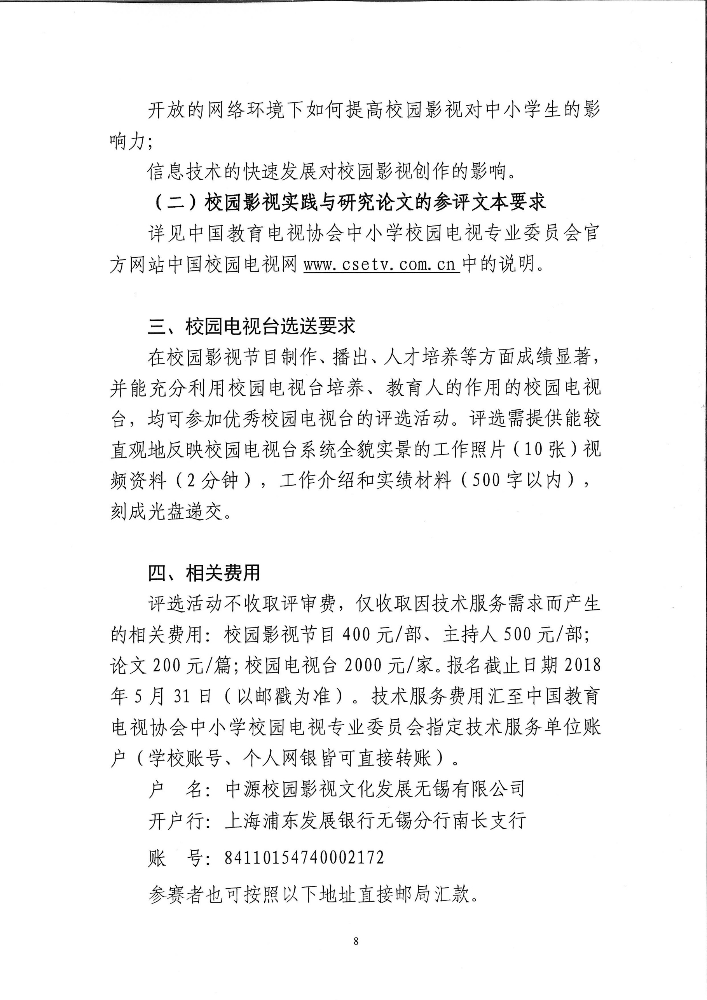 开放的网络环境下如何提高校园影视对中小学生的影
响力；
信息技术的快速发展对校园影视创作的影响。
（二）校园影视实践与研究论文的参评文本要求
详见中国教育电视协会中小学校园电视专业委员会官
方网站中国校园电视网 www.csetv.com.cn 中的说明。
三、校园电视台选送要求
在校园影视节目制作、播出、人才培养等方面成绩显著，
并能充分利用校园电视台培养、教育人的作用的校园电视
台，均可参加优秀校园电视台的评选活动。评选需提供能较
直观地反映校园电视台系统全貌实景的工作照片（10 张）视
频资料（2 分钟），工作介绍和实绩材料（500 字以内），
刻成光盘递交。
四、相关费用
评选活动不收取评审费，仅收取因技术服务需求而产生
的相关费用：校园影视节目 400 元/部、主持人 500 元/部；
论文 200 元/篇；校园电视台 2000 元/家。报名截止日期 2018
年 5 月 31 日（以邮戳为准）。技术服务费用汇至中国教育
电视协会中小学校园电视专业委员会指定技术服务单位账
户（学校账号、个人网银皆可直接转账）。
户　名：中源校园影视文化发展无锡有限公司
开户行：上海浦东发展银行无锡分行南长支行
账　号：84110154740002172
参赛者也可按照以下地址直接邮局汇款。
8